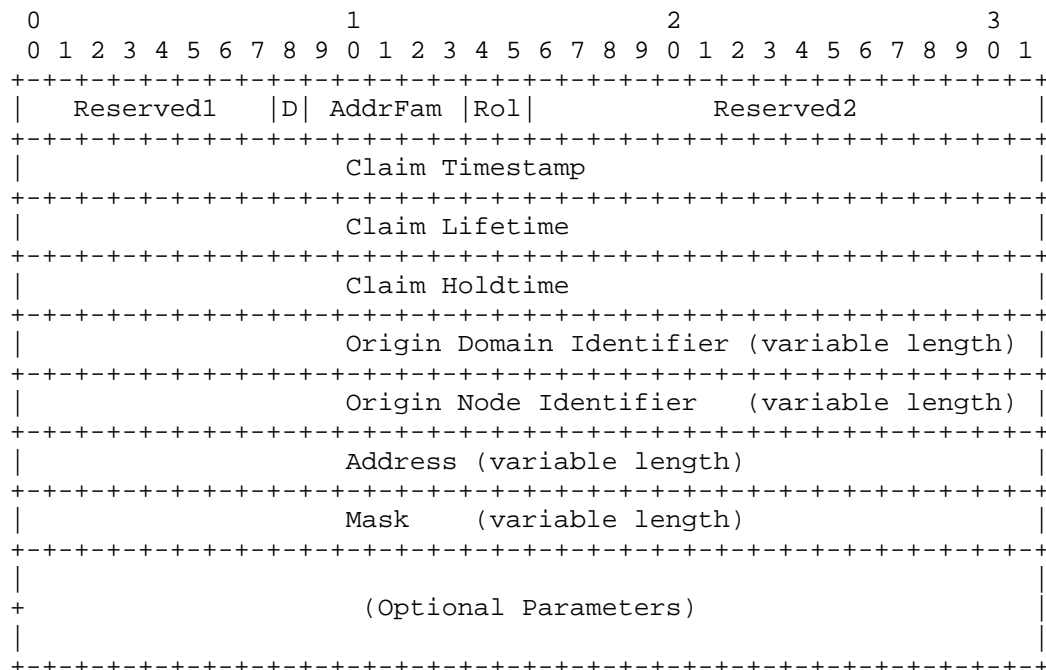 0                   1                   2                   3
 0 1 2 3 4 5 6 7 8 9 0 1 2 3 4 5 6 7 8 9 0 1 2 3 4 5 6 7 8 9 0 1
+-+-+-+-+-+-+-+-+-+-+-+-+-+-+-+-+-+-+-+-+-+-+-+-+-+-+-+-+-+-+-+-+
|   Reserved1   |D| AddrFam |Rol|           Reserved2           |
+-+-+-+-+-+-+-+-+-+-+-+-+-+-+-+-+-+-+-+-+-+-+-+-+-+-+-+-+-+-+-+-+
|                    Claim Timestamp                            |
+-+-+-+-+-+-+-+-+-+-+-+-+-+-+-+-+-+-+-+-+-+-+-+-+-+-+-+-+-+-+-+-+
|                    Claim Lifetime                             |
+-+-+-+-+-+-+-+-+-+-+-+-+-+-+-+-+-+-+-+-+-+-+-+-+-+-+-+-+-+-+-+-+
|                    Claim Holdtime                             |
+-+-+-+-+-+-+-+-+-+-+-+-+-+-+-+-+-+-+-+-+-+-+-+-+-+-+-+-+-+-+-+-+
|                    Origin Domain Identifier (variable length) |
+-+-+-+-+-+-+-+-+-+-+-+-+-+-+-+-+-+-+-+-+-+-+-+-+-+-+-+-+-+-+-+-+
|                    Origin Node Identifier   (variable length) |
+-+-+-+-+-+-+-+-+-+-+-+-+-+-+-+-+-+-+-+-+-+-+-+-+-+-+-+-+-+-+-+-+
|                    Address (variable length)                  |
+-+-+-+-+-+-+-+-+-+-+-+-+-+-+-+-+-+-+-+-+-+-+-+-+-+-+-+-+-+-+-+-+
|                    Mask    (variable length)                  |
+-+-+-+-+-+-+-+-+-+-+-+-+-+-+-+-+-+-+-+-+-+-+-+-+-+-+-+-+-+-+-+-+
|                                                               |
+                     (Optional Parameters)                     |
|                                                               |
+-+-+-+-+-+-+-+-+-+-+-+-+-+-+-+-+-+-+-+-+-+-+-+-+-+-+-+-+-+-+-+-+